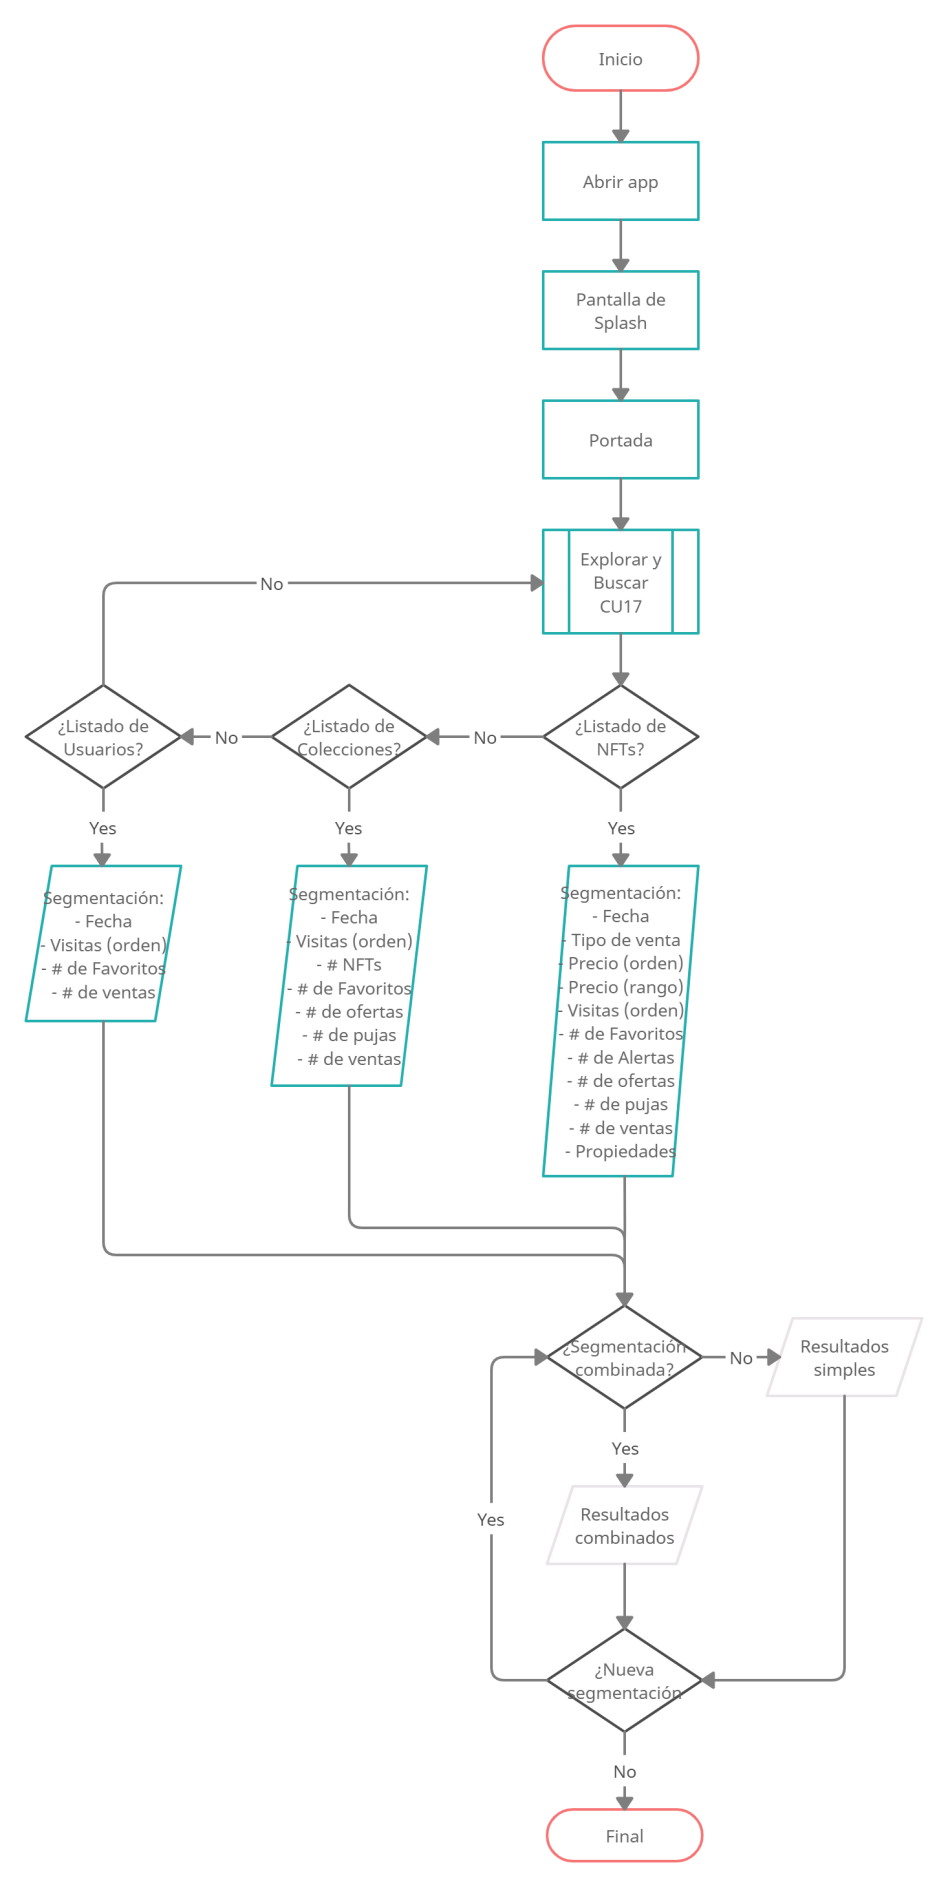 Inicio
Abrir app
Pantalla de
Splash
Portada
Explorar y
Buscar
CU17
No
¿Listado de
Usuarios?
No
¿Listado de
Colecciones?
No
¿Listado de
NFTs?
Yes
Yes
Yes
Segmentación:
- Fecha
- Visitas (orden)
- # de Favoritos
- # de ventas
Segmentación:
- Fecha
- Visitas (orden)
- # NFTs
- # de Favoritos
- # de ofertas
- # de pujas
- # de ventas
Segmentación:
- Fecha
- Tipo de venta
- Precio (orden)
- Precio (rango)
- Visitas (orden)
- # de Favoritos
- # de Alertas
- # de ofertas
- # de pujas
- # de ventas
- Propiedades
¿Segmentación
combinada?
No
Resultados
simples
Yes
Resultados
combinados
Yes
¿Nueva
segmentación
No
Final